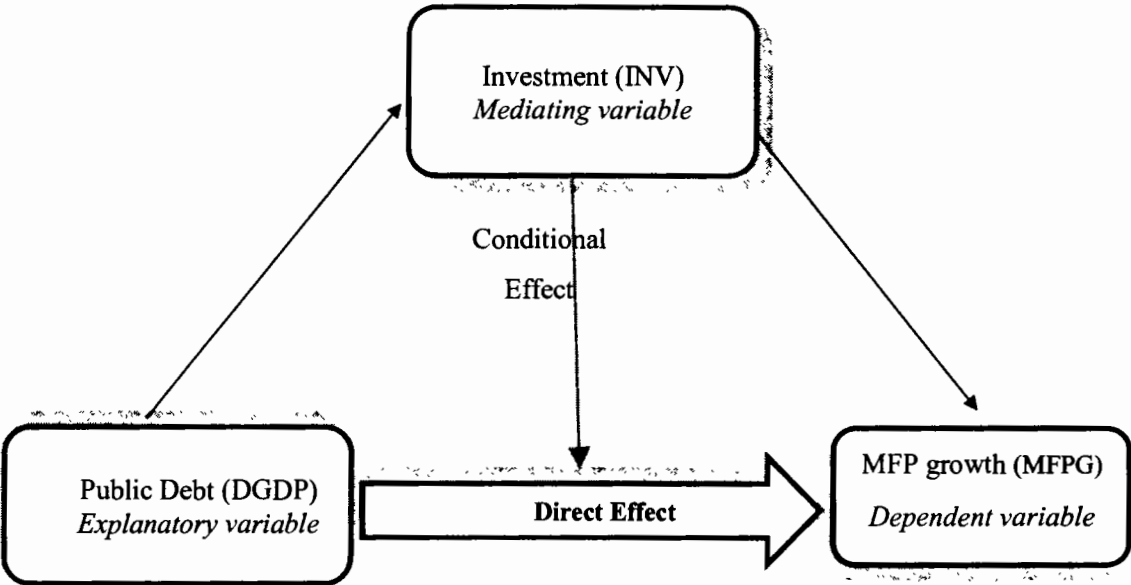 Investment (INV)
Mediating variable
Conditional
Effect
Public Debt (DGDP)
Explanatory variable
Direct Effect
MFP growth (MFPG)
Dependent variable